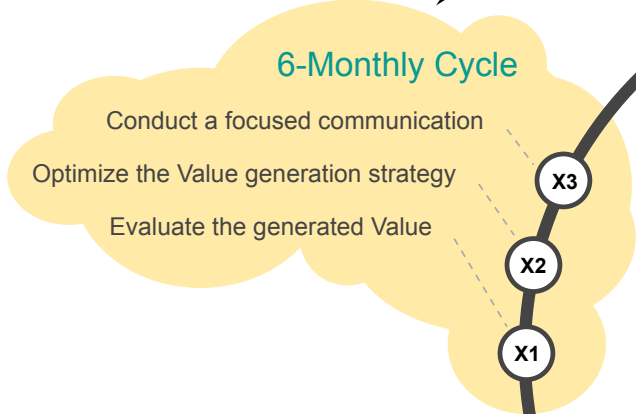 6-Monthly Cycle
Conduct a focused communication
X3
Optimize the Value generation strategy
X2
Evaluate the generated Value
X1